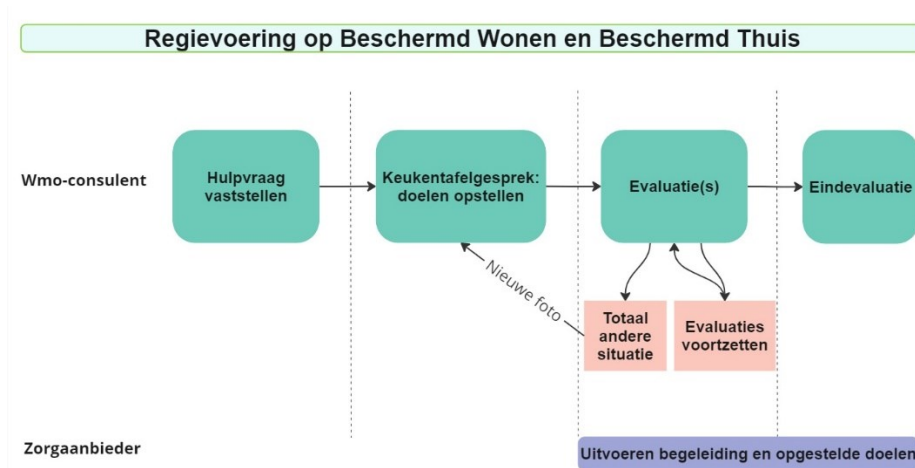 Regievoering op Beschermd Wonen en Beschermd Thuis
Wmo-consulent
Hulpvraag
vaststellen
Keukentafelgesprek:
doelen opstellen
Evaluatie(s)
Eindevaluatie
Nieuwe foto
Totaal
andere
situatie
Evaluaties
voortzetten
Zorgaanbieder
Uitvoeren begeleiding en opgestelde doelen